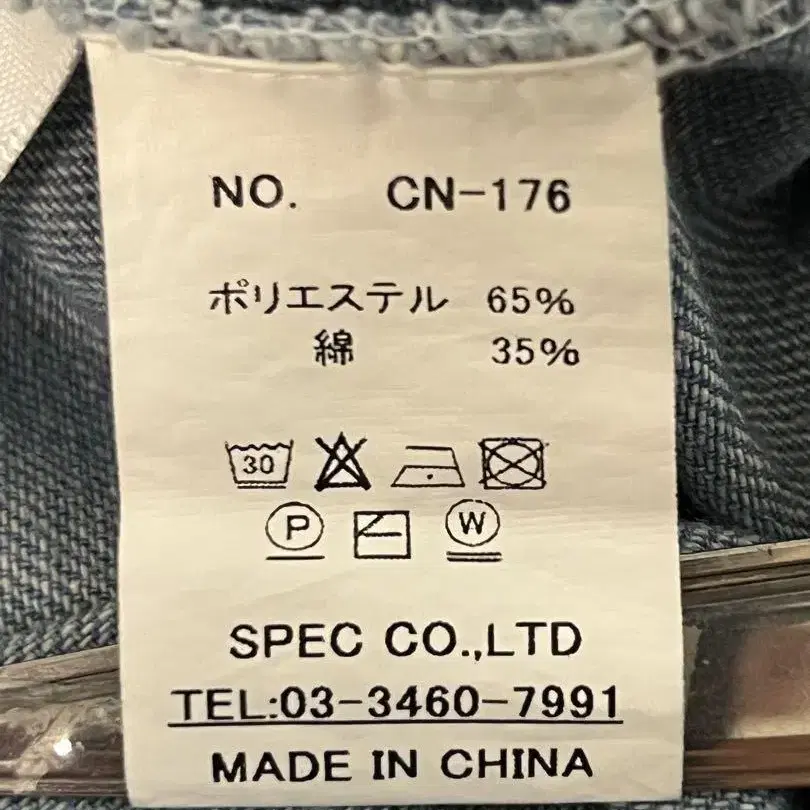 NO. CN-176
ポリエステル 65%
綿 35%
30
P W
SPEC CO.,LTD
TEL:03-3460-7991
MADE IN CHINA